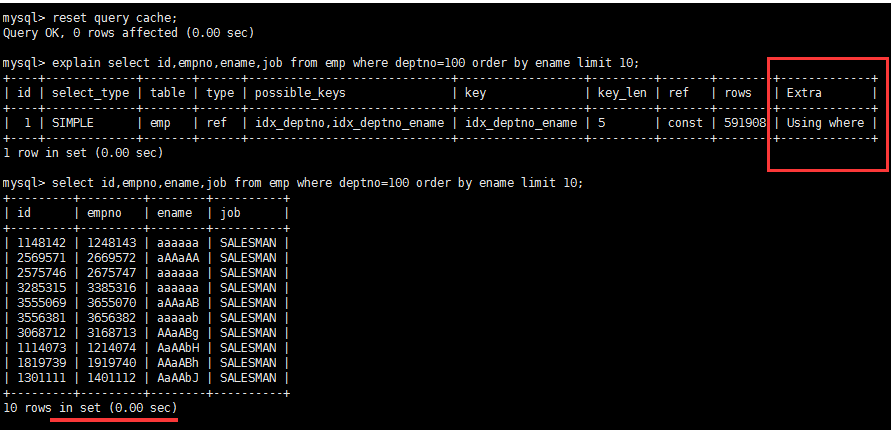 mysql> reset query cache;
Query OK, 0 rows affected (0.00 sec)

mysql> explain select id,empno,ename,job from emp where deptno=100 order by ename limit 10;
+----+-------------+-------+------+-----------------------------+------------------+---------+-------+--------+-------------+
| id | select_type | table | type | possible_keys               | key              | key_len | ref   | rows   | Extra       |
+----+-------------+-------+------+-----------------------------+------------------+---------+-------+--------+-------------+
|  1 | SIMPLE      | emp   | ref  | idx_deptno,idx_deptno_ename | idx_deptno_ename | 5       | const | 591908 | Using where |
+----+-------------+-------+------+-----------------------------+------------------+---------+-------+--------+-------------+
1 row in set (0.00 sec)

mysql> select id,empno,ename,job from emp where deptno=100 order by ename limit 10;
+---------+---------+--------+----------+
| id      | empno   | ename  | job      |
+---------+---------+--------+----------+
| 1148142 | 1248143 | aaaaaa | SALESMAN |
| 2569571 | 2669572 | aAAaAA | SALESMAN |
| 2575746 | 2675747 | aaaaaa | SALESMAN |
| 3285315 | 3385316 | aaaaaa | SALESMAN |
| 3555069 | 3655070 | aAAaAB | SALESMAN |
| 3556381 | 3656382 | aaaaab | SALESMAN |
| 3068712 | 3168713 | AAaABg | SALESMAN |
| 1114073 | 1214074 | AaAAbH | SALESMAN |
| 1819739 | 1919740 | AAaABh | SALESMAN |
| 1301111 | 1401112 | AaAAbJ | SALESMAN |
+---------+---------+--------+----------+
10 rows in set (0.00 sec)